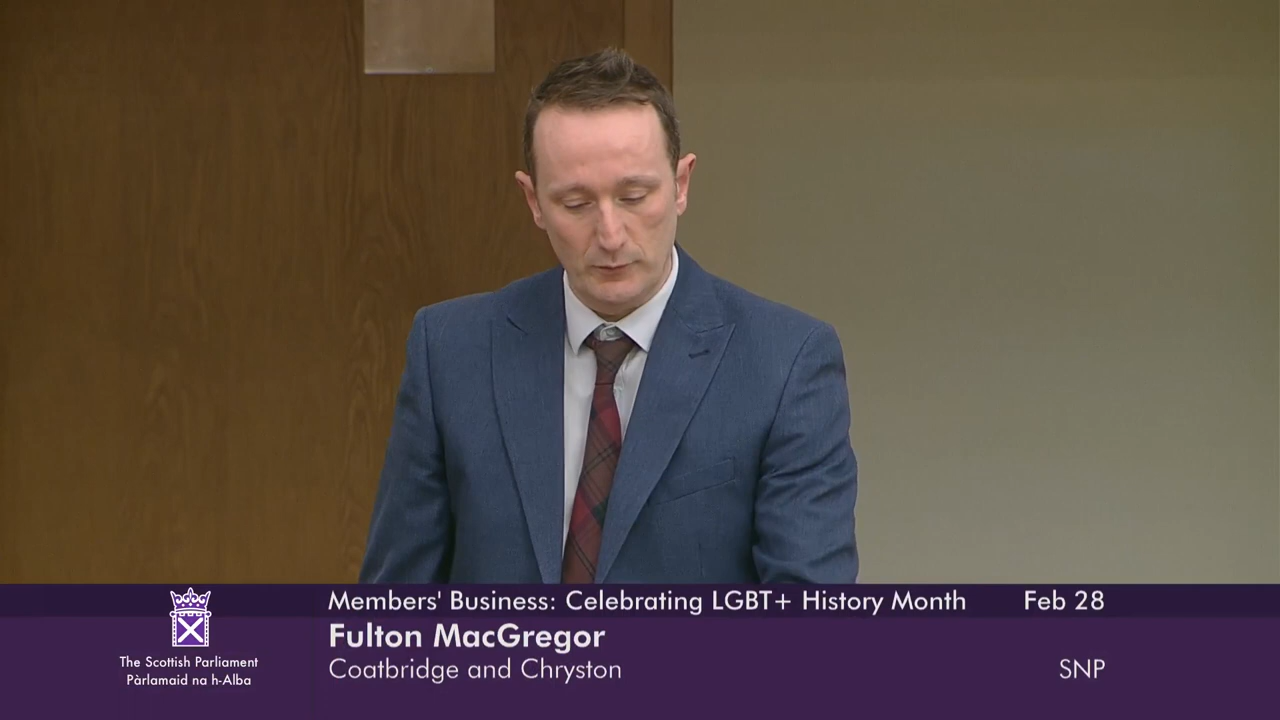 Members' Business: Celebrating LGBT+ History Month Feb 28
Fulton MacGregor
Coatbridge and Chryston SNP
The Scottish Parliament
Pàrlamaid na h-Alba